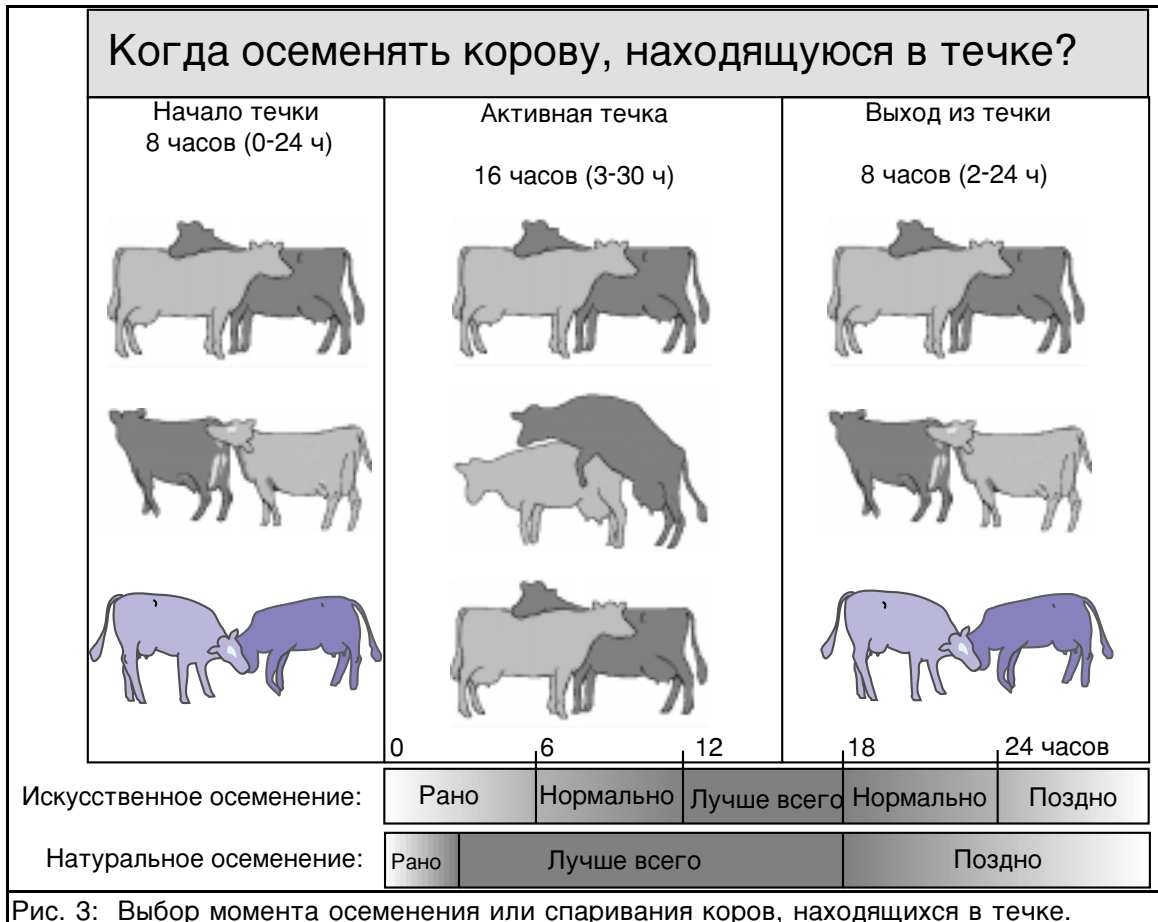 Когда осеменять корову, находящуюся в течке?
Начало течки
8 часов (0-24 ч)
Активная течка
16 часов (3-30 ч)
Выход из течки
8 часов (2-24 ч)
0 6 12 18 24 часов
Искусственное осеменение: Рано Нормально Лучше всего Нормально Поздно
Натуральное осеменение: Рано Лучше всего Поздно
Рис. 3: Выбор момента осеменения или спаривания коров, находящихся в течке.